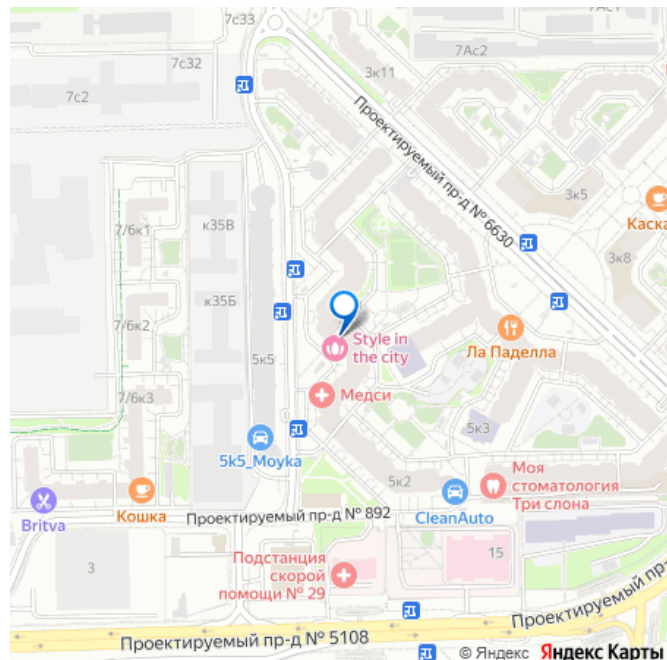 7с33
7с32
7с2
3к11
7Ас2
Проектируемый пр-д № 6630
3к5
Каска
3к8
к35В
7/6к1
к35Б
7/6к2
5к5
Style in
the city
Ла Паделла
Медси
7/6к3
5к3
5k5_Moyka
5к2
Моя
стоматология
Три слона
CleanAuto
Britva
Кошка
Проектируемый пр-д № 892
3
Подстанция
скорой
помощи № 29
15
Проектируемый пр-
Проектируемый пр-д № 5108
© Яндекс Яндекс Карты